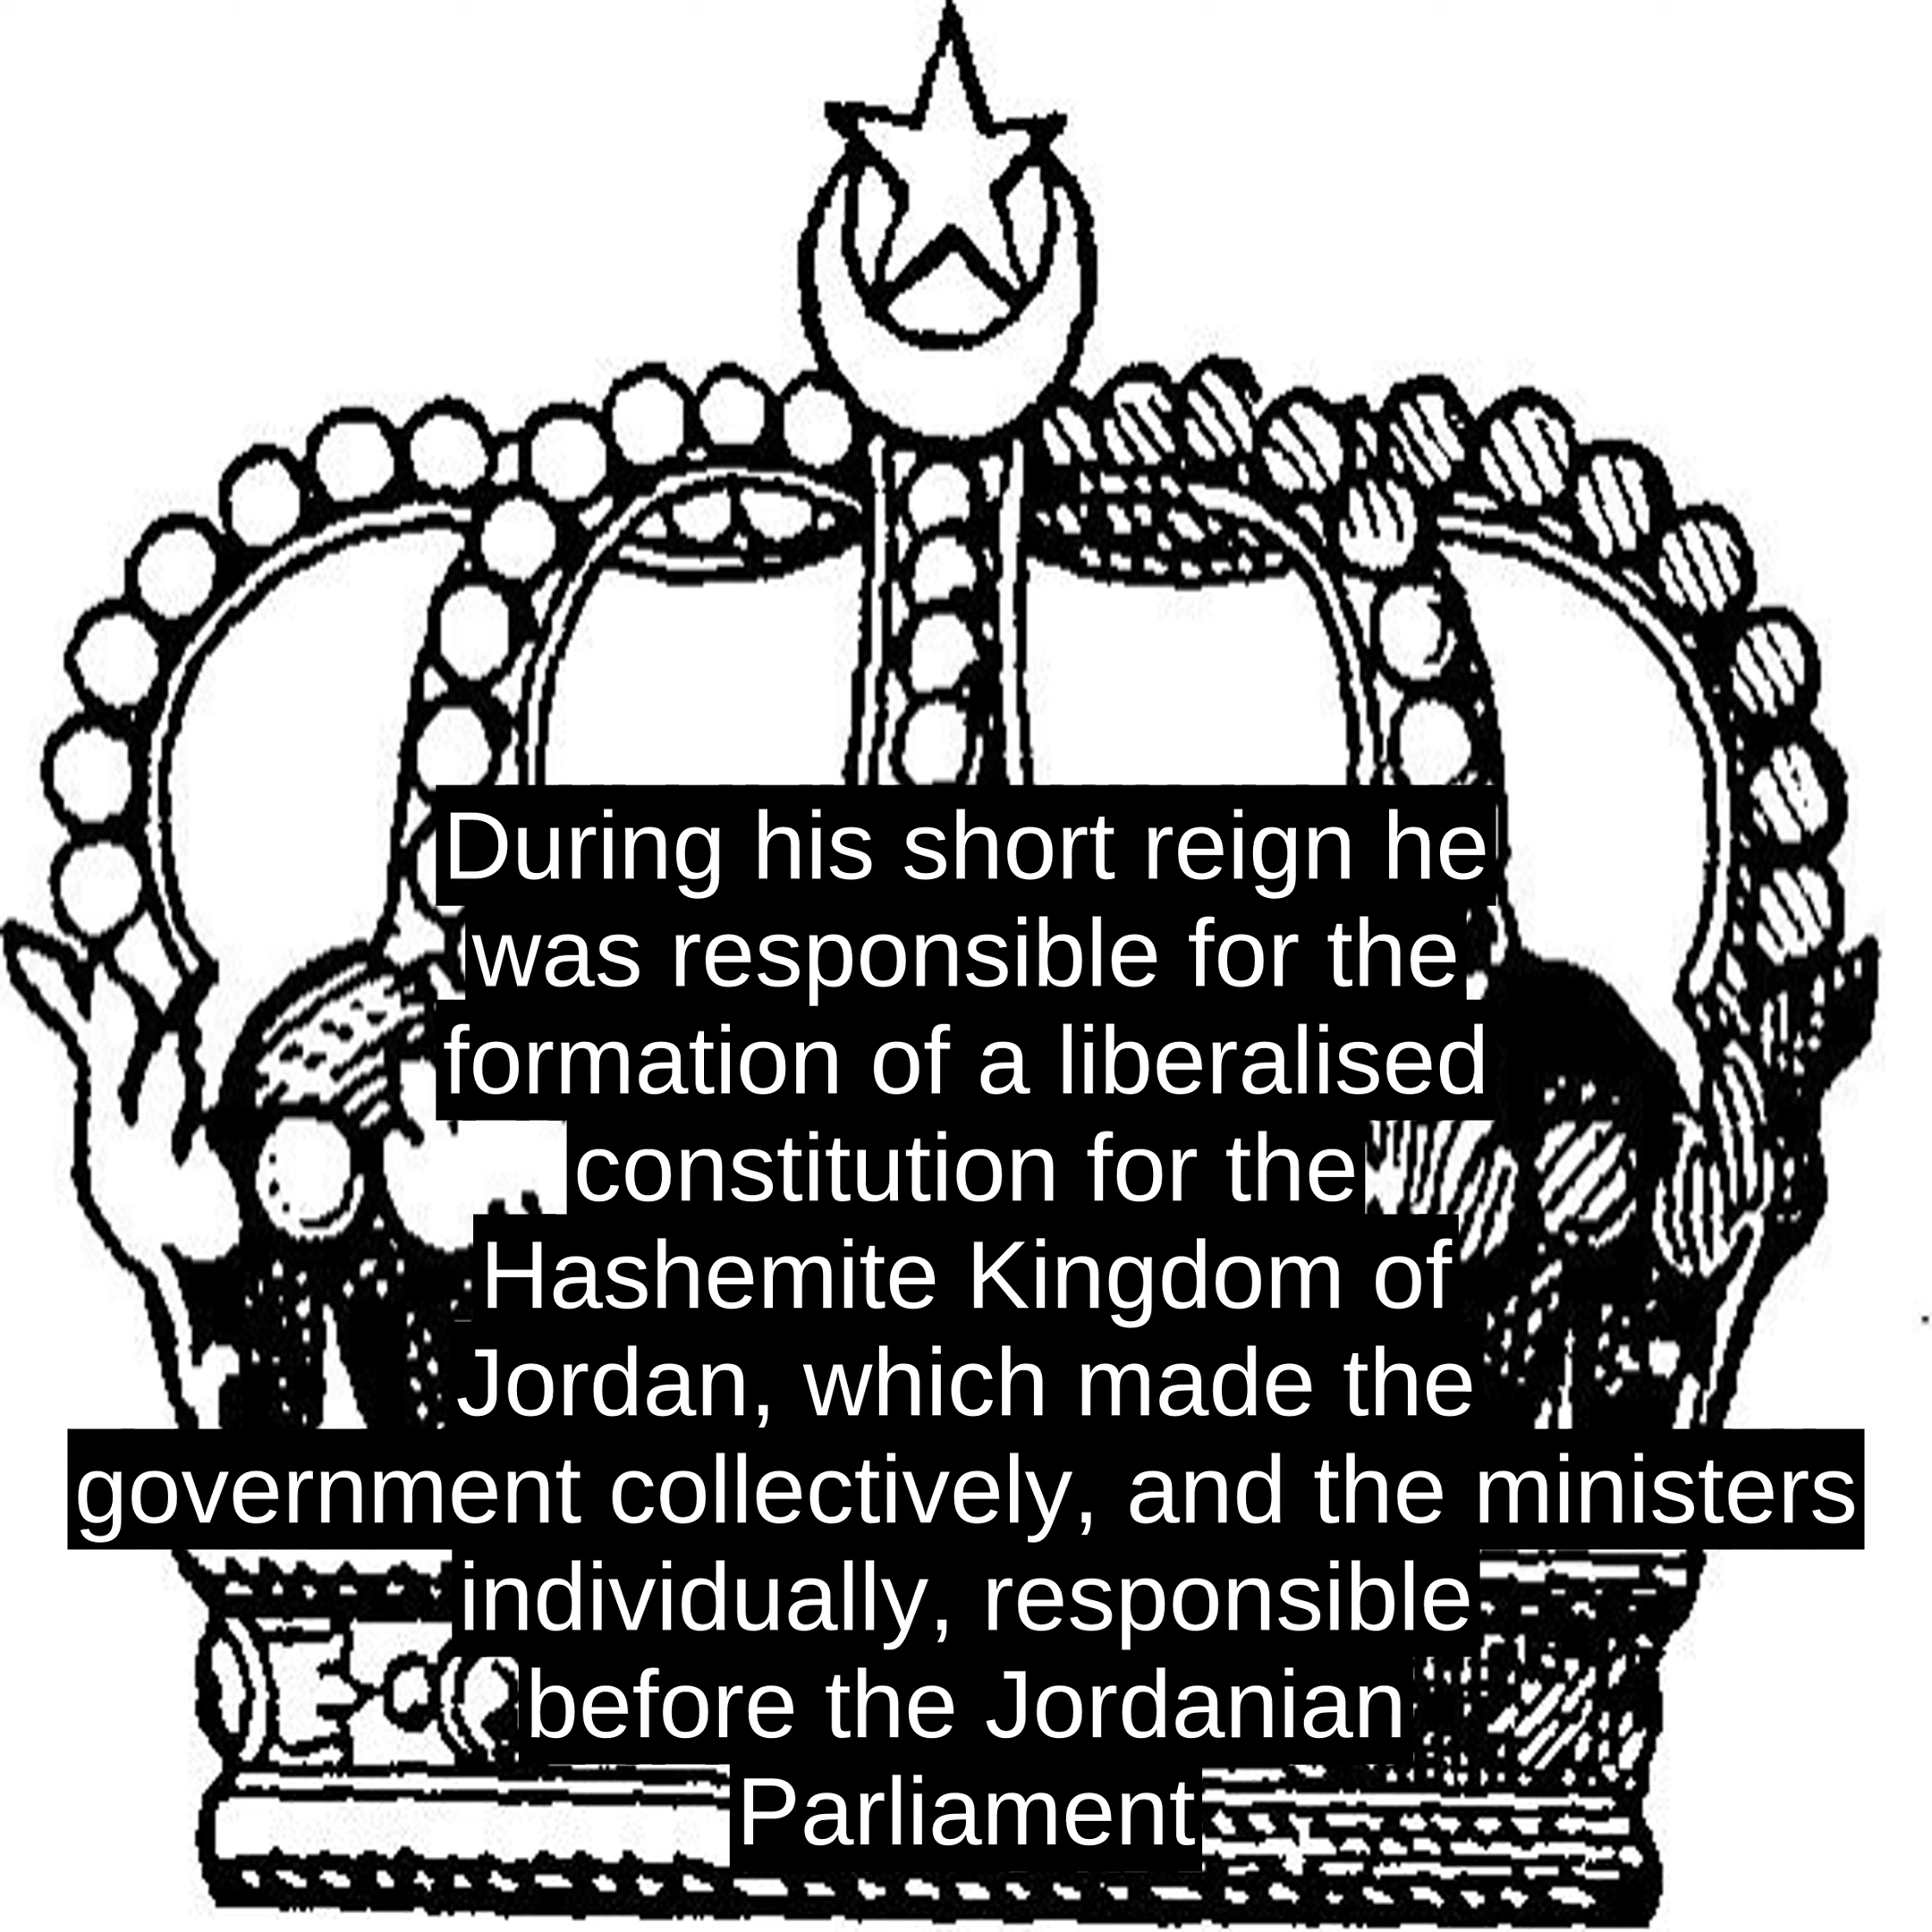 During his short reign he
was responsible for the
formation of a liberalised
constitution for the
Hashemite Kingdom of
Jordan, which made the
government collectively, and the ministers
individually, responsible
before the Jordanian
Parliament